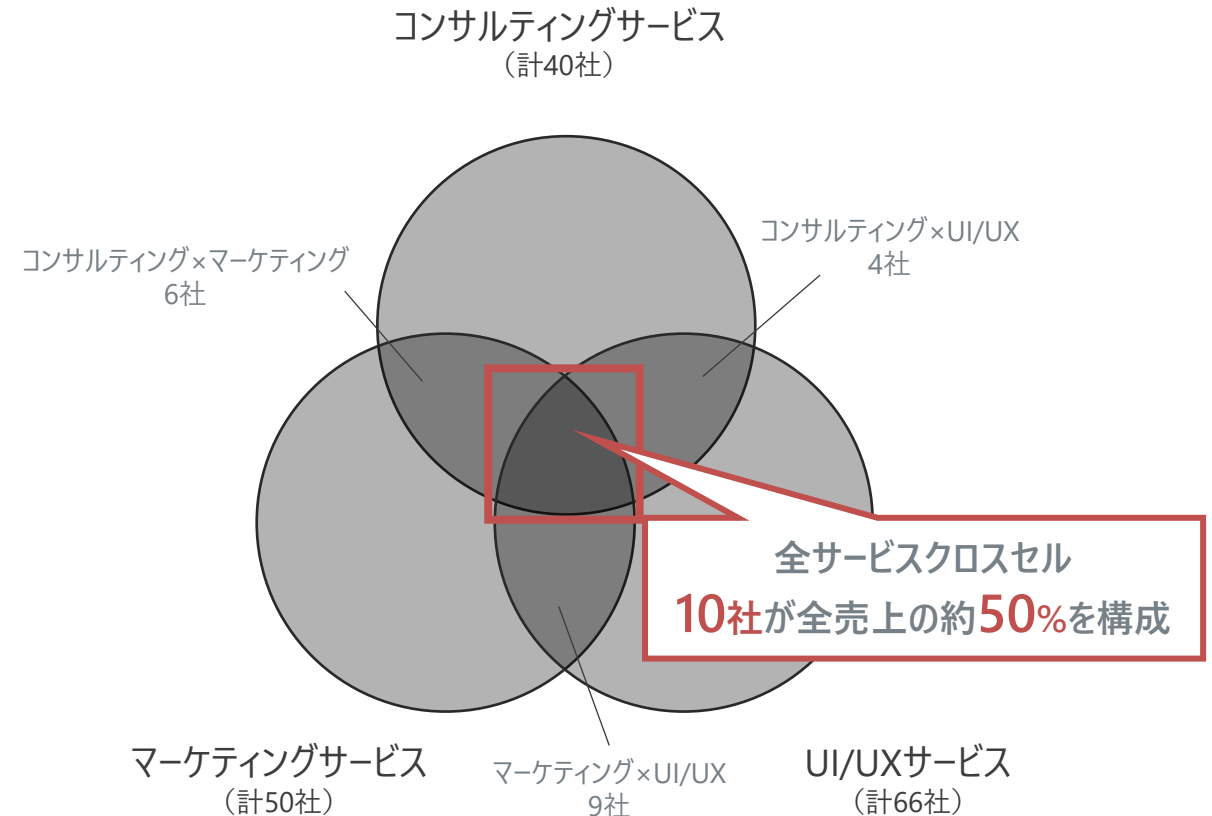 コンサルティングサービス
（計40社）
コンサルティング×UI/UX
4社
コンサルティング×マーケティング
6社
全サービスクロスセル
10社が全売上の約50%を構成
マーケティングサービス
（計50社）
マーケティング×UI/UX
9社
UI/UXサービス
（計66社）